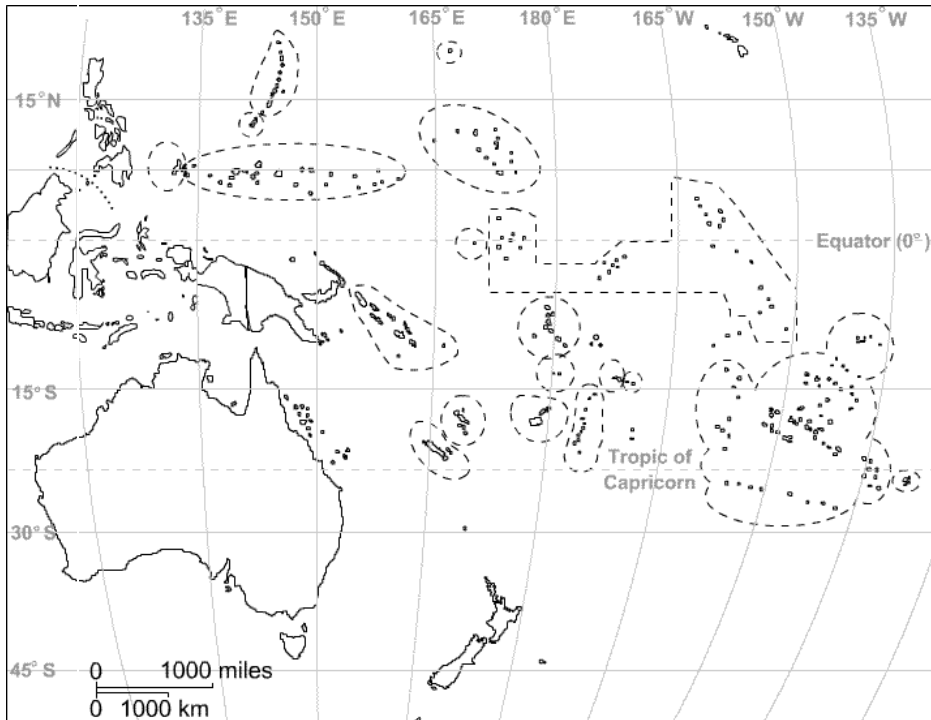 135°E 150°E 165°E 180°E 165°W 150°W 135°W
15°N
Equator (0°)
15°S
Tropic of
Capricorn
30°S
45°S
0 1000 miles
0 1000 km